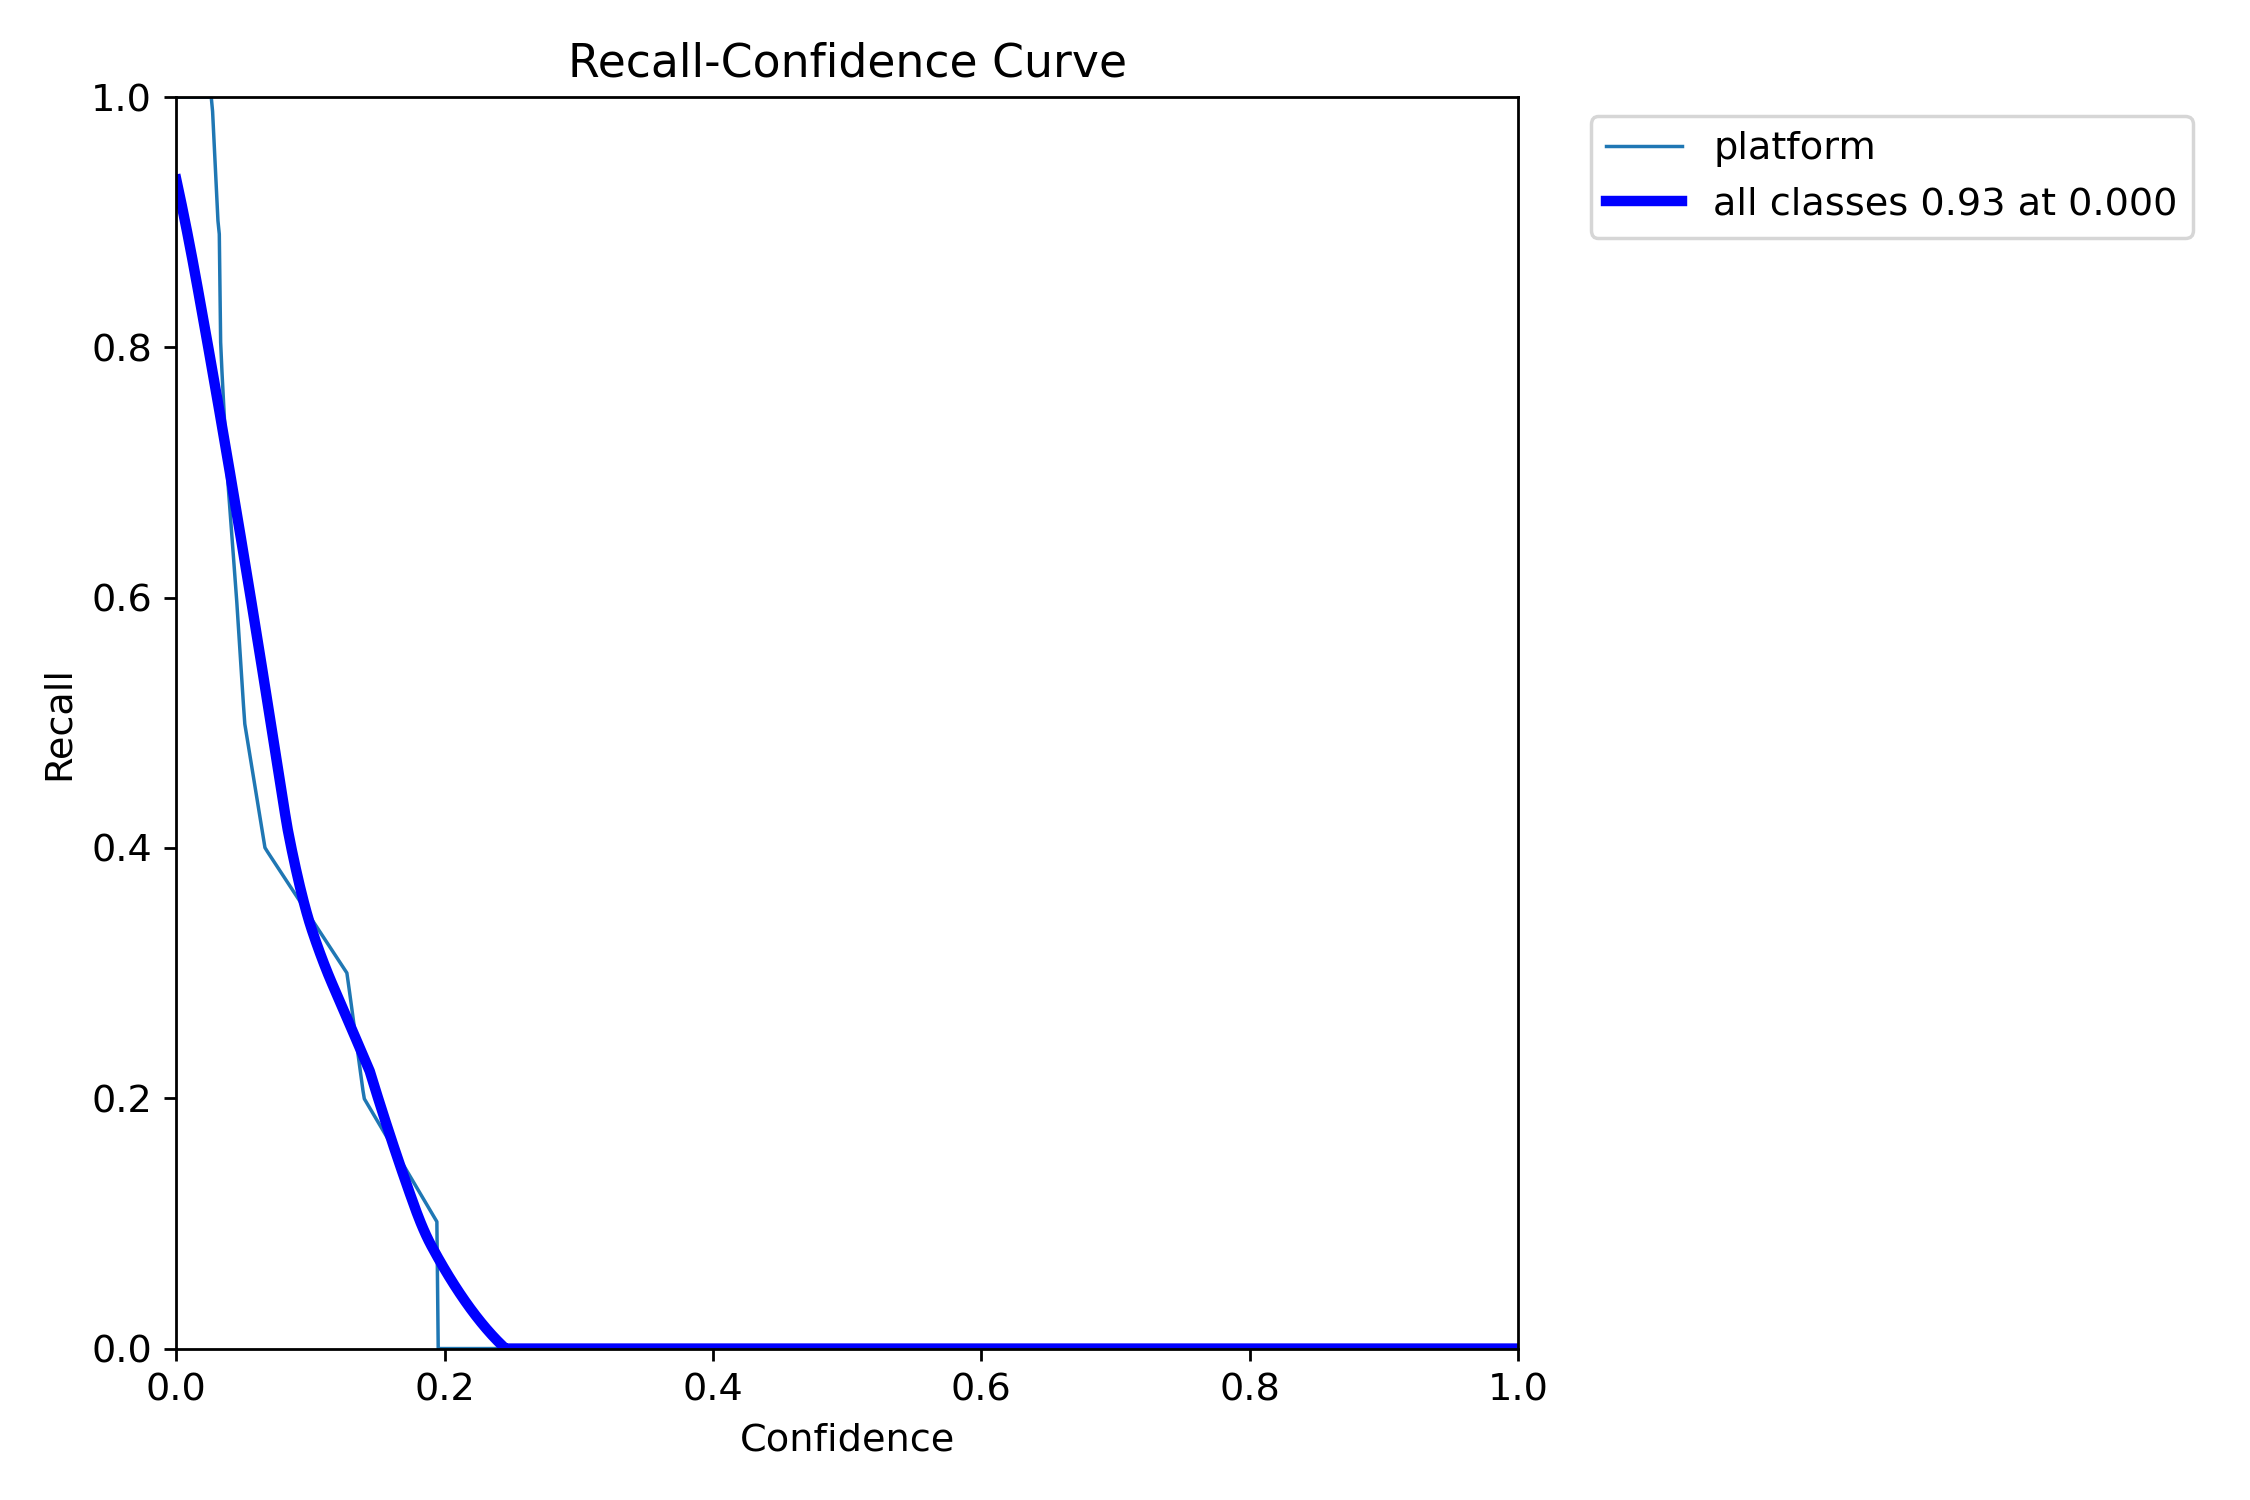 Recall-Confidence Curve
1.0
0.8
0.6
0.4
0.2
0.0
Recall
0.0 0.2 0.4 0.6 0.8 1.0
Confidence
platform
all classes 0.93 at 0.000